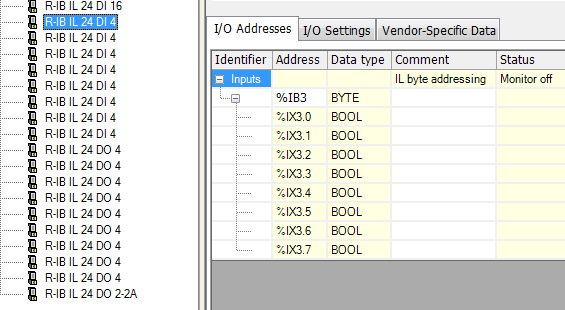 R-IB IL 24 DI 16
R-IB IL 24 DI 4
R-IB IL 24 DI 4
R-IB IL 24 DI 4
R-IB IL 24 DI 4
R-IB IL 24 DI 4
R-IB IL 24 DI 4
R-IB IL 24 DI 4
R-IB IL 24 DO 4
R-IB IL 24 DO 4
R-IB IL 24 DO 4
R-IB IL 24 DO 4
R-IB IL 24 DO 4
R-IB IL 24 DO 4
R-IB IL 24 DO 4
R-IB IL 24 DO 4
R-IB IL 24 DO 4
R-IB IL 24 DO 4
R-IB IL 24 DO 2-2A
I/O Addresses I/O Settings Vendor-Specific Data
Identifier Address Data type Comment Status
Inputs IL byte addressing Monitor off
%IB3 BYTE
%IX3.0 BOOL
%IX3.1 BOOL
%IX3.2 BOOL
%IX3.3 BOOL
%IX3.4 BOOL
%IX3.5 BOOL
%IX3.6 BOOL
%IX3.7 BOOL